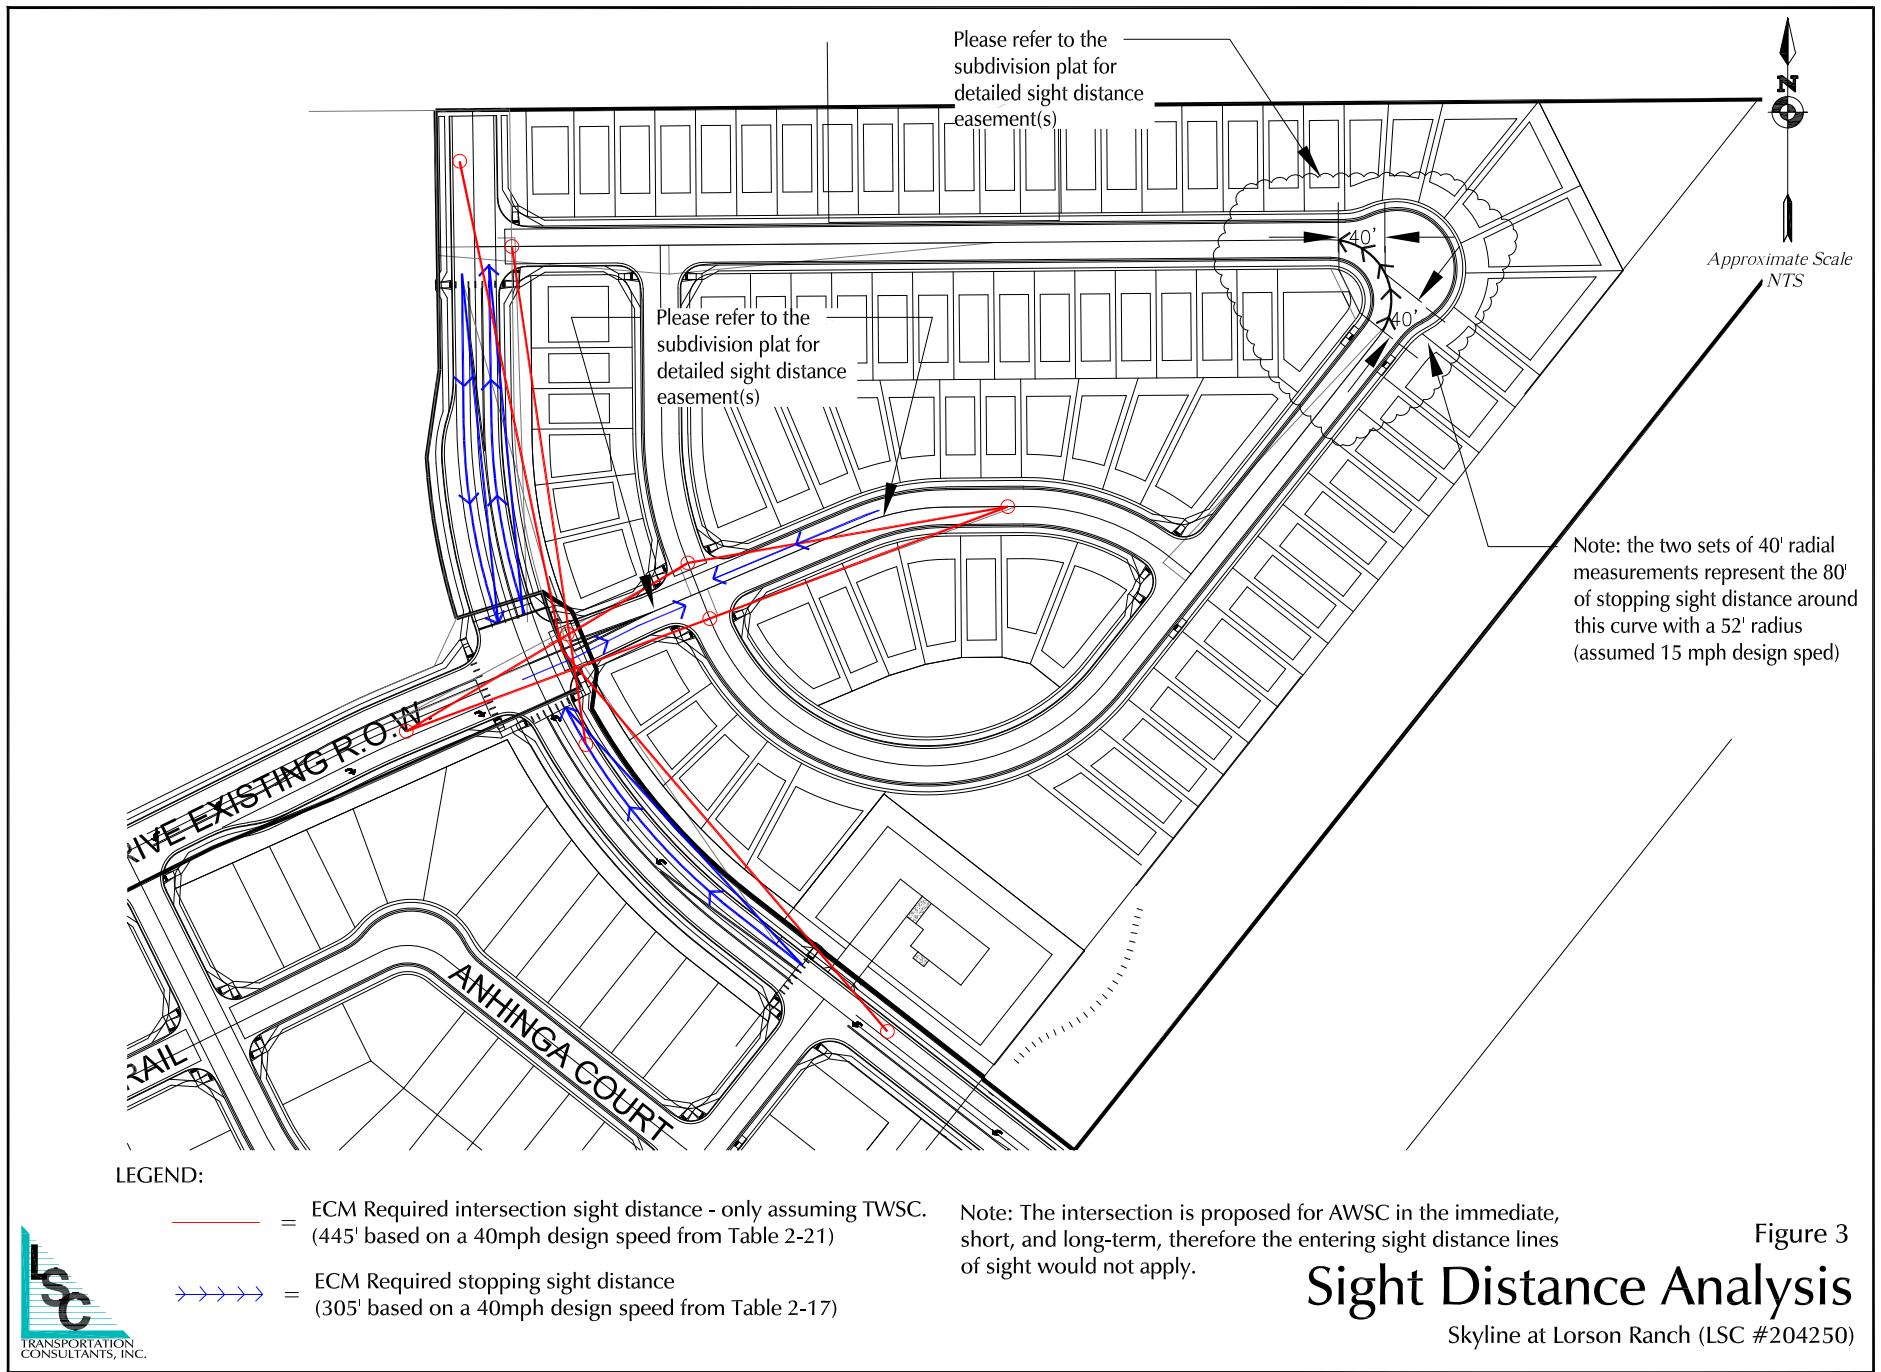 Please refer to the
subdivision plat for
detailed sight distance
easement(s)
N
Approximate Scale
NTS
40'
40'
Please refer to the
subdivision plat for
detailed sight distance
easement(s)
Note: the two sets of 40' radial
measurements represent the 80'
of stopping sight distance around
this curve with a 52' radius
(assumed 15 mph design sped)
RIVE EXISTING R.O.W.
ANHINGA COURT
RAIL
LEGEND:
= ECM Required intersection sight distance - only assuming TWSC.
(445' based on a 40mph design speed from Table 2-21)
= ECM Required stopping sight distance
(305' based on a 40mph design speed from Table 2-17)
Note: The intersection is proposed for AWSC in the immediate,
short, and long-term, therefore the entering sight distance lines
of sight would not apply.
Figure 3
Sight Distance Analysis
Skyline at Lorson Ranch (LSC #204250)
LSC
TRANSPORTATION
CONSULTANTS, INC.